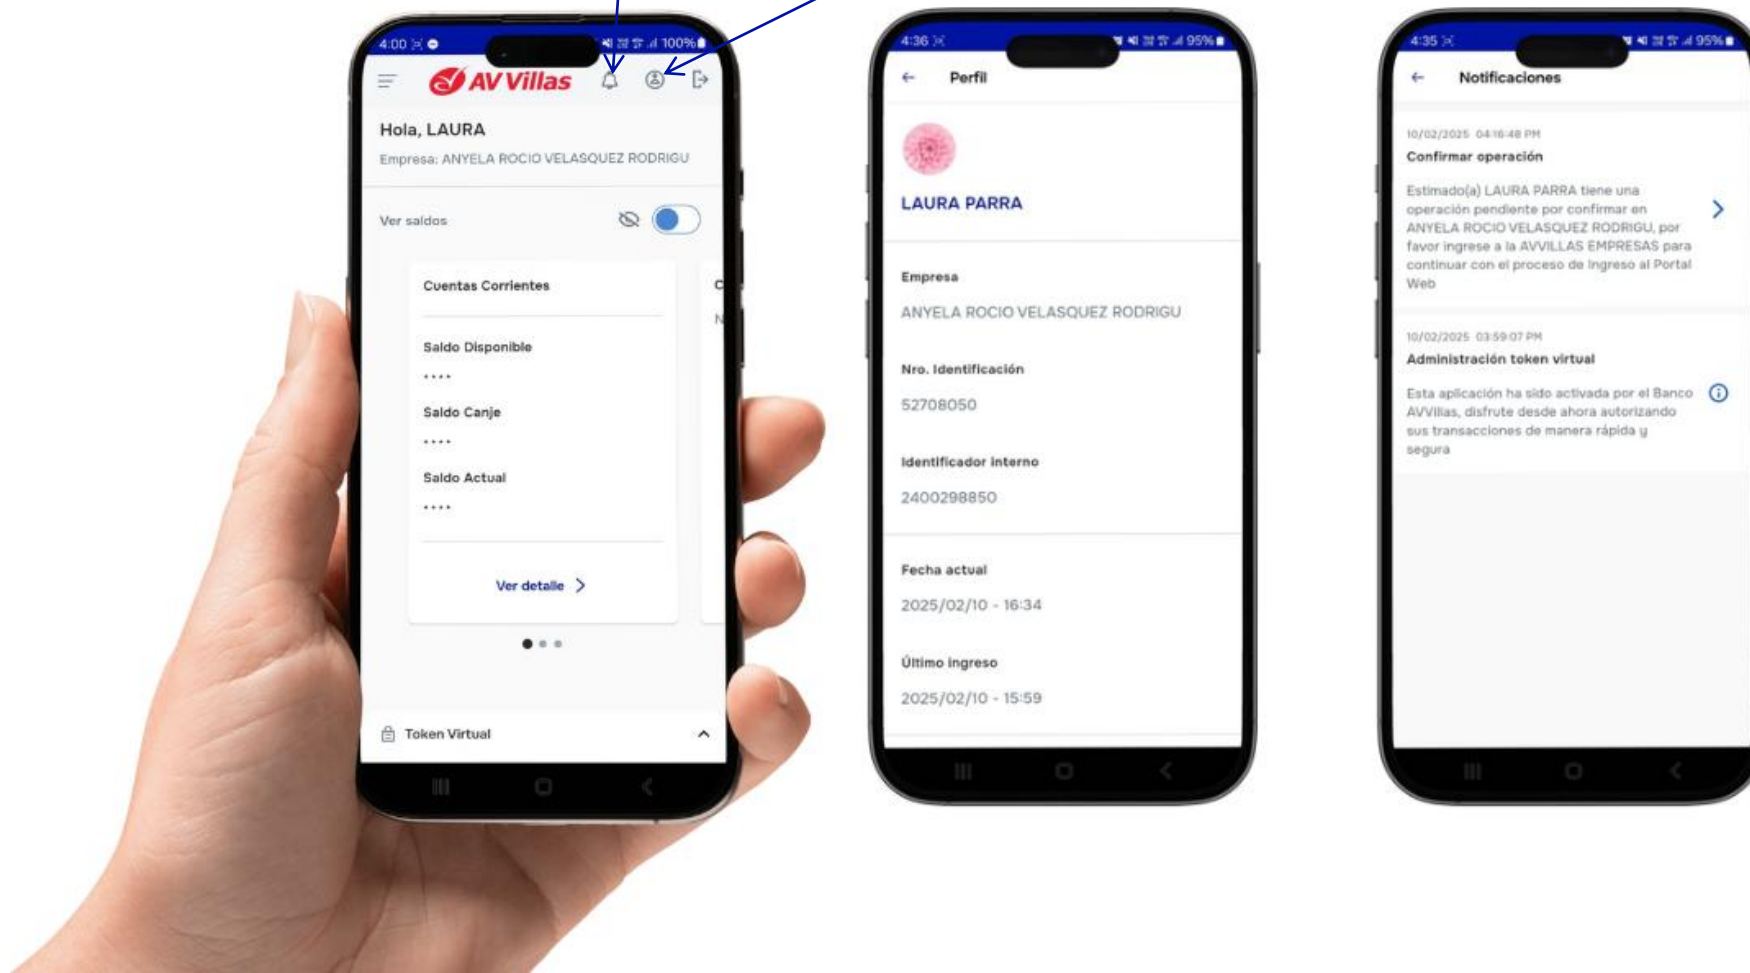 4:00
100%
AV Villas
Hola, LAURA
Empresa: ANYELA ROCIO VELASQUEZ RODRIGU
Ver saldos
Cuentas Corrientes
Saldo Disponible
••••
Saldo Canje
••••
Saldo Actual
••••
Ver detalle
C
N
Token Virtual
4:36
95%
Perfil
LAURA PARRA
Empresa
ANYELA ROCIO VELASQUEZ RODRIGU
Nro. Identificación
52708050
Identificador interno
2400298850
Fecha actual
2025/02/10 - 16:34
Último ingreso
2025/02/10 - 15:59
4:35
95%
Notificaciones
10/02/2025 04:16:48 PM
Confirmar operación
Estimado(a) LAURA PARRA tiene una
operación pendiente por confirmar en
ANYELA ROCIO VELASQUEZ RODRIGU, por
favor ingrese a la AVVILLAS EMPRESAS para
continuar con el proceso de Ingreso al Portal
Web
10/02/2025 03:59:07 PM
Administración token virtual
Esta aplicación ha sido activada por el Banco
AVVillas, disfrute desde ahora autorizando
sus transacciones de manera rápida y
segura